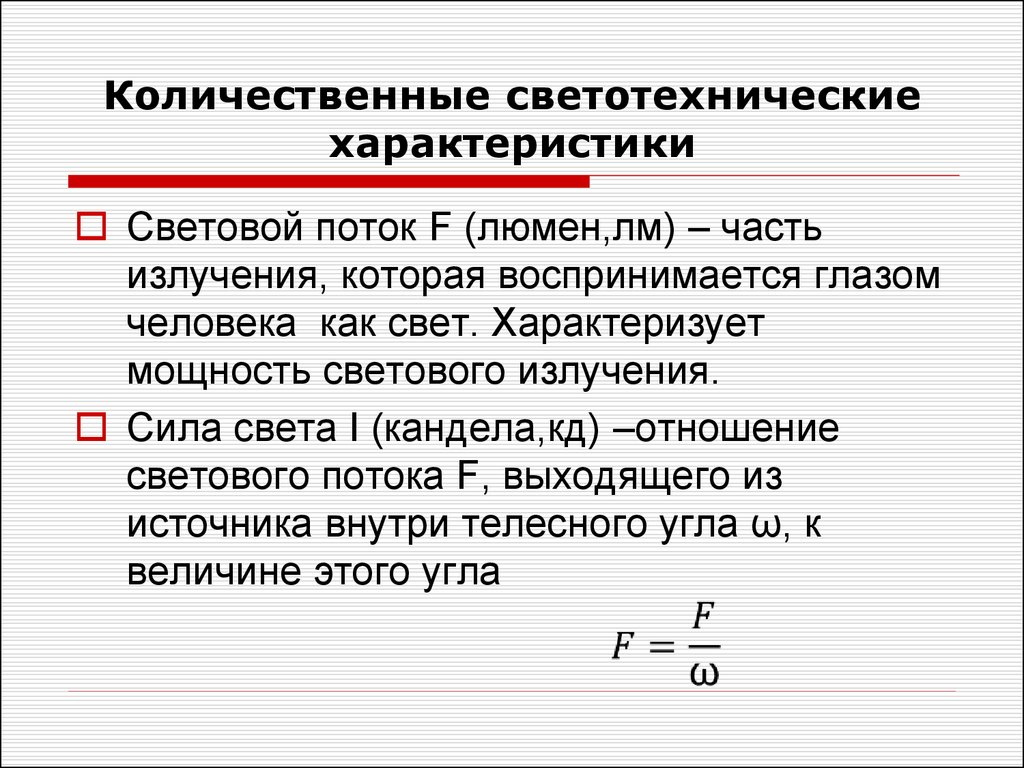 Количественные светотехнические
характеристики
Световой поток F (люмен,лм) – часть
излучения, которая воспринимается глазом
человека  как свет. Характеризует
мощность светового излучения.
Сила света I (кандела,кд) –отношение
светового потока F, выходящего из
источника внутри телесного угла ω, к
величине этого угла
F = F/ω